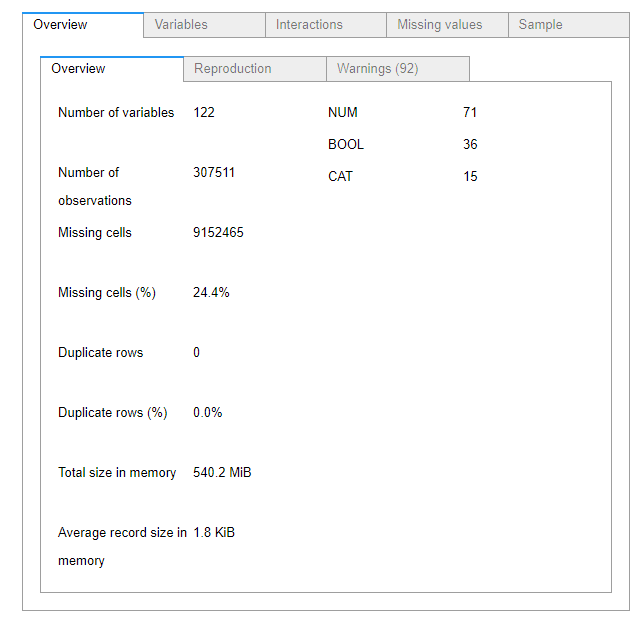 Overview Variables Interactions Missing values Sample
Overview Reproduction Warnings (92)
Number of variables 122
Number of
observations 307511
Missing cells 9152465
Missing cells (%) 24.4%
Duplicate rows 0
Duplicate rows (%) 0.0%
Total size in memory 540.2 MiB
Average record size in 1.8 KiB
memory
NUM 71
BOOL 36
CAT 15